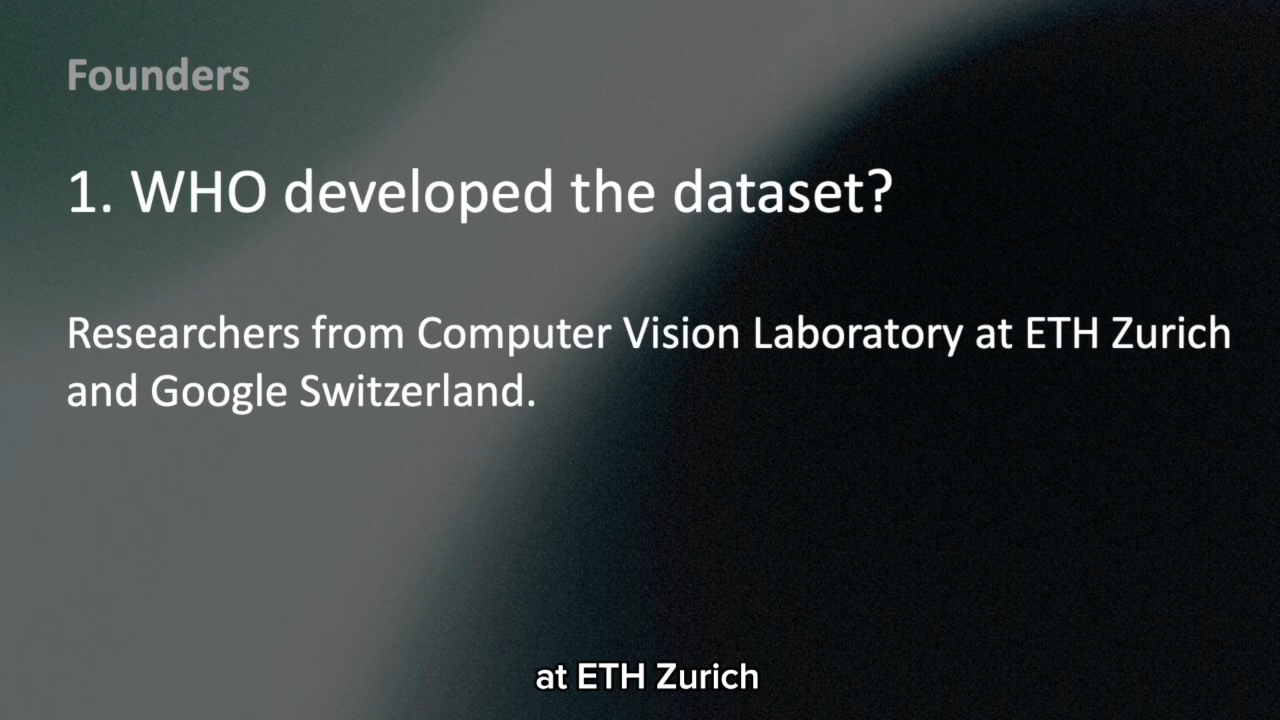 Founders
1. WHO developed the dataset?
Researchers from Computer Vision Laboratory at ETH Zurich
and Google Switzerland.
at ETH Zurich